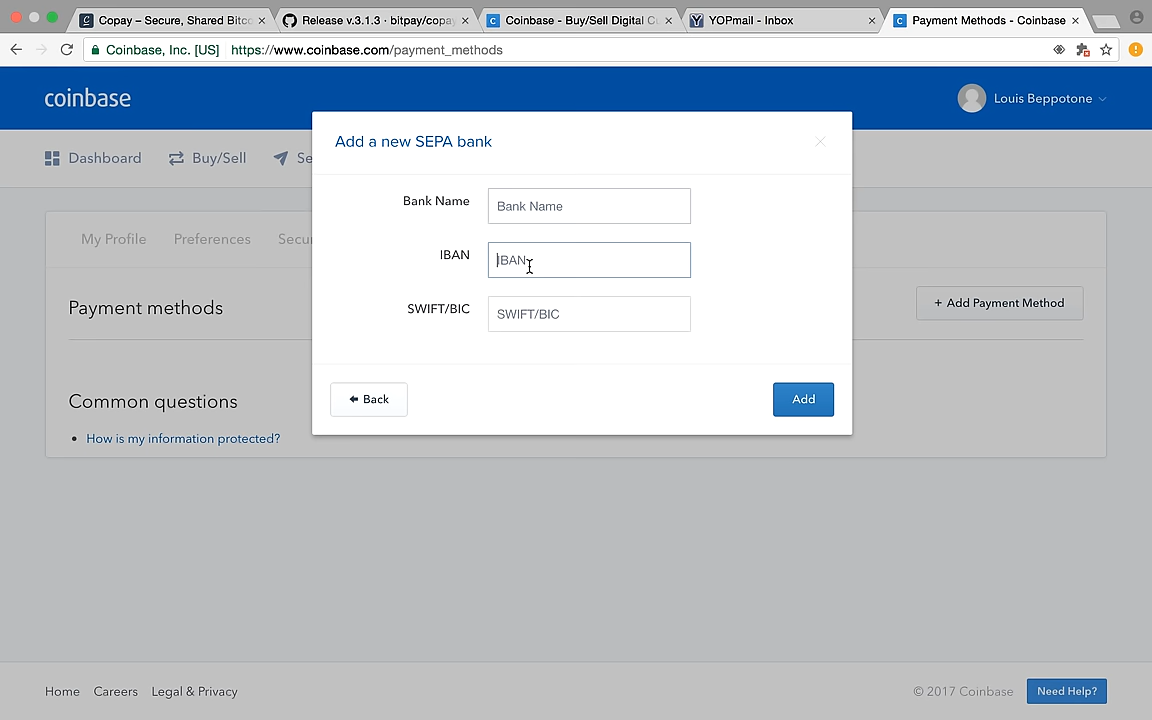 Copay – Secure, Shared Bitco
Release v.3.1.3 · bitpay/copay
Coinbase - Buy/Sell Digital Cu
YOPmail - Inbox
Payment Methods - Coinbase
Coinbase, Inc. [US]
https://www.coinbase.com/payment_methods
coinbase
Louis Beppotone
Dashboard
Buy/Sell
Se
Add a new SEPA bank
Bank Name
Bank Name
My Profile
Preferences
Secu
IBAN
IBAN
Payment methods
+ Add Payment Method
SWIFT/BIC
SWIFT/BIC
Back
Add
Common questions
• How is my information protected?
Home
Careers
Legal & Privacy
© 2017 Coinbase
Need Help?